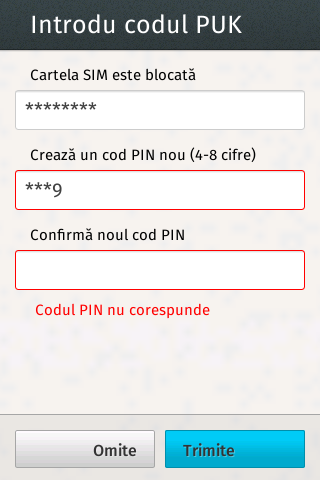 Introdu codul PUK
Cartela SIM este blocată
********
Crează un cod PIN nou (4-8 cifre)
***9
Confirmă noul cod PIN
Codul PIN nu corespunde
Omite
Trimite